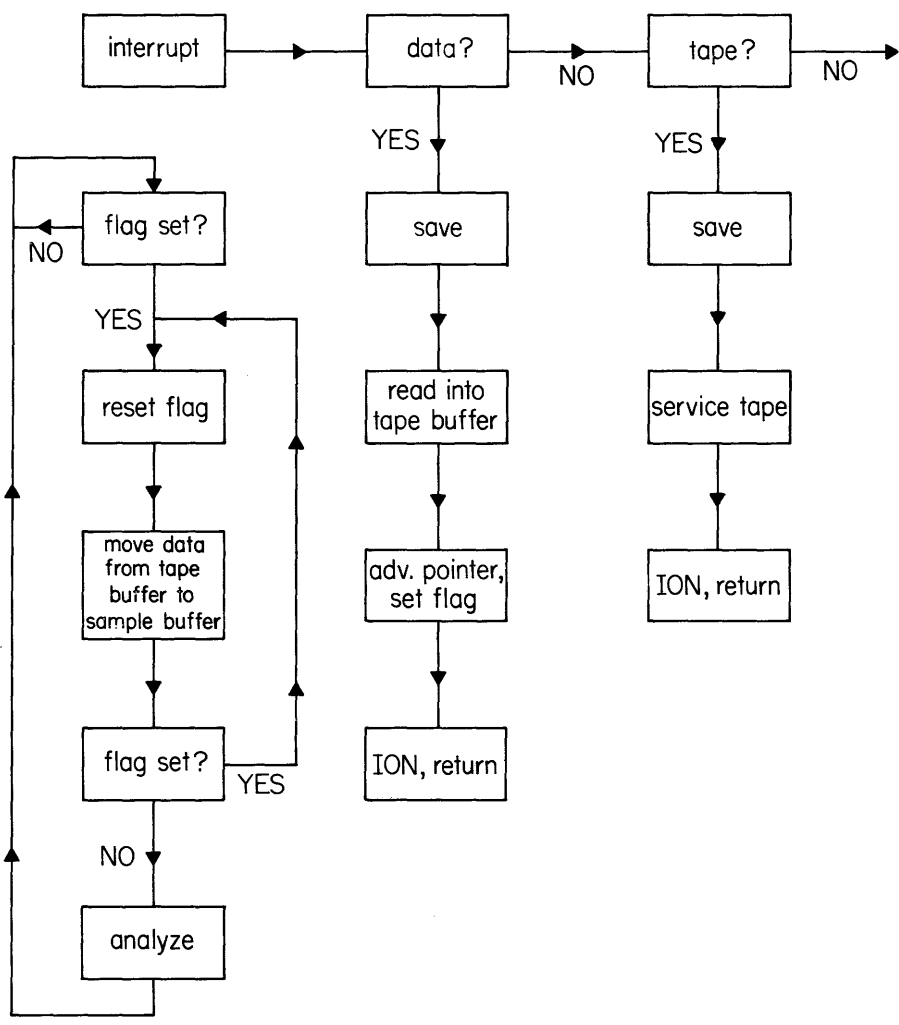 interrupt
data?
NO
tape?
NO
YES
YES
flag set?
NO
save
save
YES
reset flag
read into
tape buffer
service tape
move data
from tape
buffer to
sample buffer
adv. pointer,
set flag
ION, return
flag set?
YES
ION, return
NO
analyze